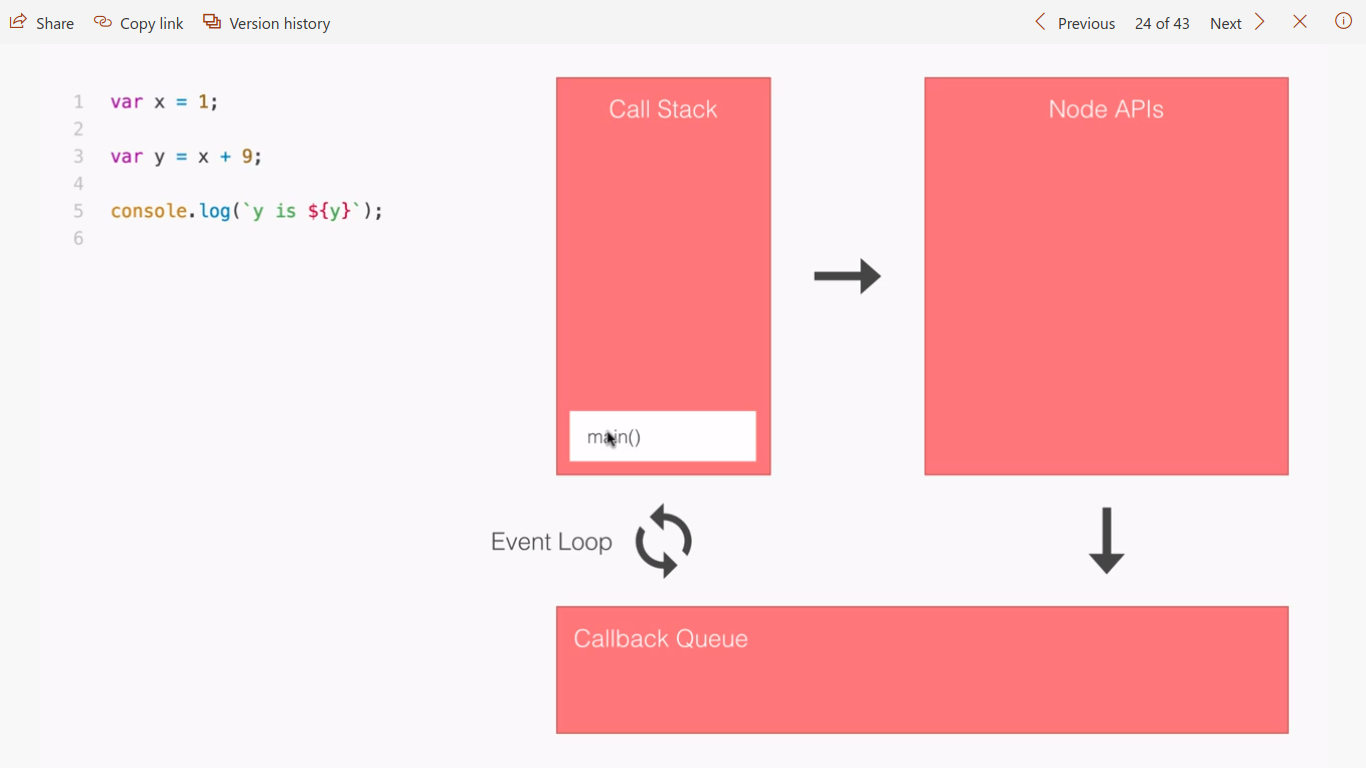 Share Copy link Version history Previous 24 of 43 Next
1 var x = 1;
2
3 var y = x + 9;
4
5 console.log(`y is ${y}`);
6
Call Stack
main()
Node APIs
Event Loop
Callback Queue